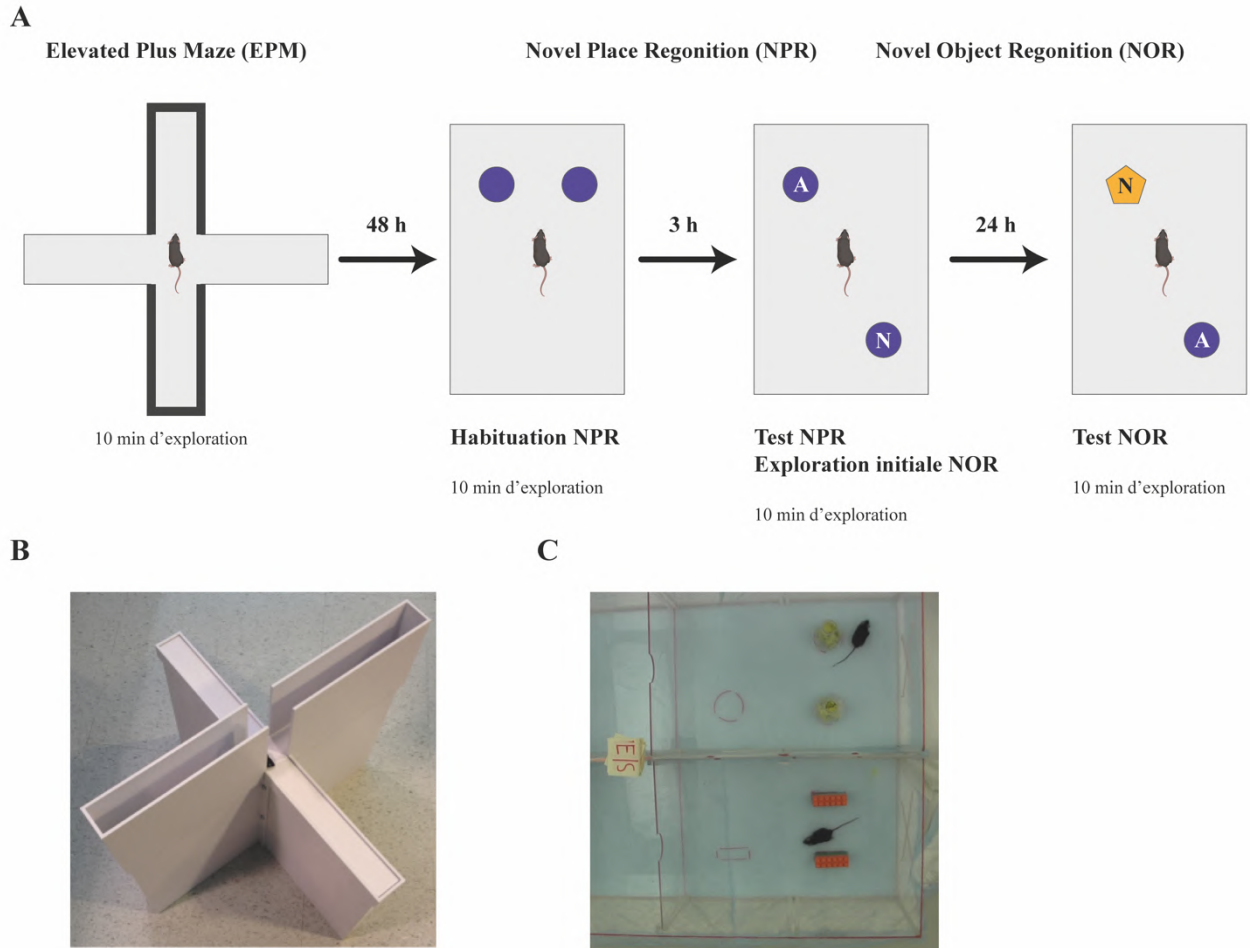 A
Elevated Plus Maze (EPM)
Novel Place Regonition (NPR)
Novel Object Regonition (NOR)
48 h
3 h
24 h
A
N
N
A
10 min d’exploration
Habituation NPR
10 min d’exploration
Test NPR
Exploration initiale NOR
10 min d’exploration
Test NOR
10 min d’exploration
B
C
E/S